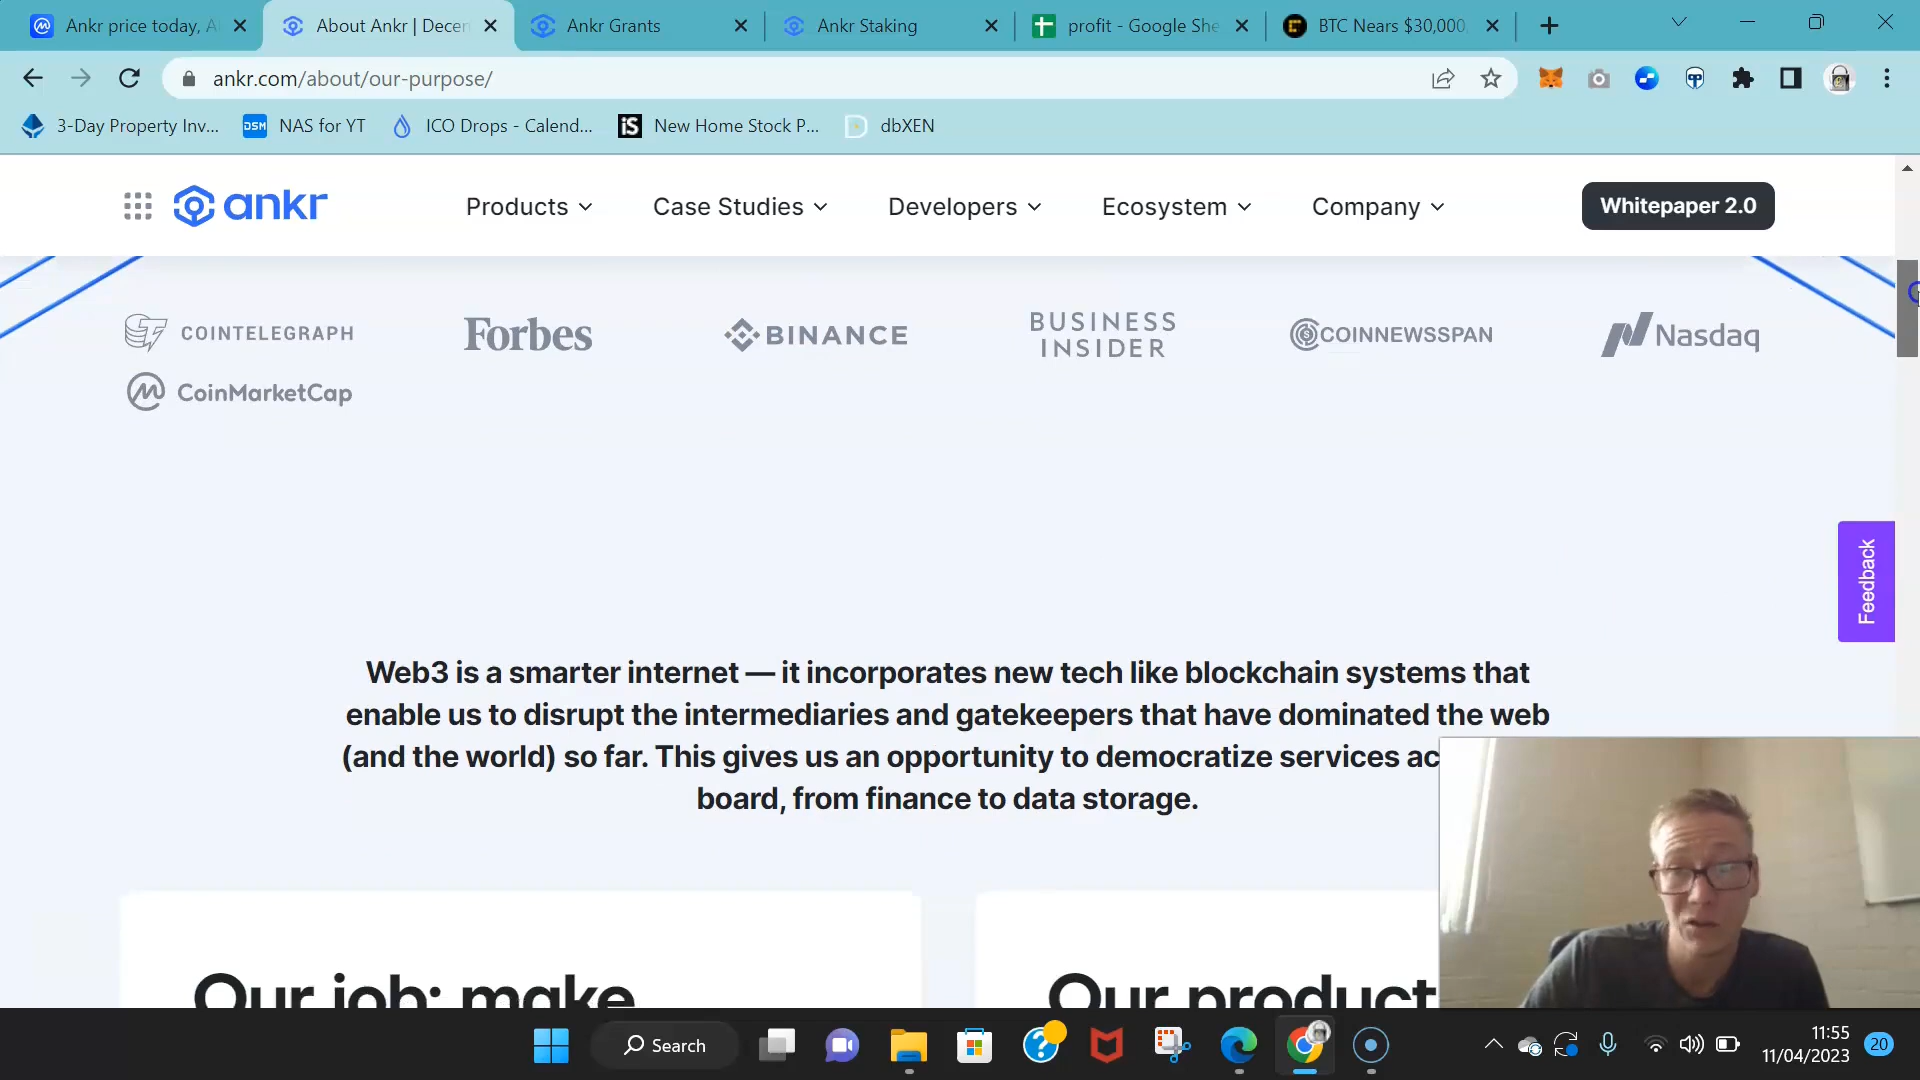 Ankr price today, A
About Ankr | Decen
Ankr Grants
Ankr Staking
profit - Google She
BTC Nears $30,000,
ankr.com/about/our-purpose/
3-Day Property Inv...
DSM
NAS for YT
ICO Drops - Calend...
iS
New Home Stock P...
dbXEN
ankr
Products
Case Studies
Developers
Ecosystem
Company
Whitepaper 2.0
COINTELEGRAPH
Forbes
BINANCE
BUSINESS
INSIDER
COINNEWSSPAN
Nasdaq
CoinMarketCap
Feedback
Web3 is a smarter internet — it incorporates new tech like blockchain systems that
enable us to disrupt the intermediaries and gatekeepers that have dominated the web
(and the world) so far. This gives us an opportunity to democratize services ac
board, from finance to data storage.
Our job: make
Our product
Search
11:55
11/04/2023
20